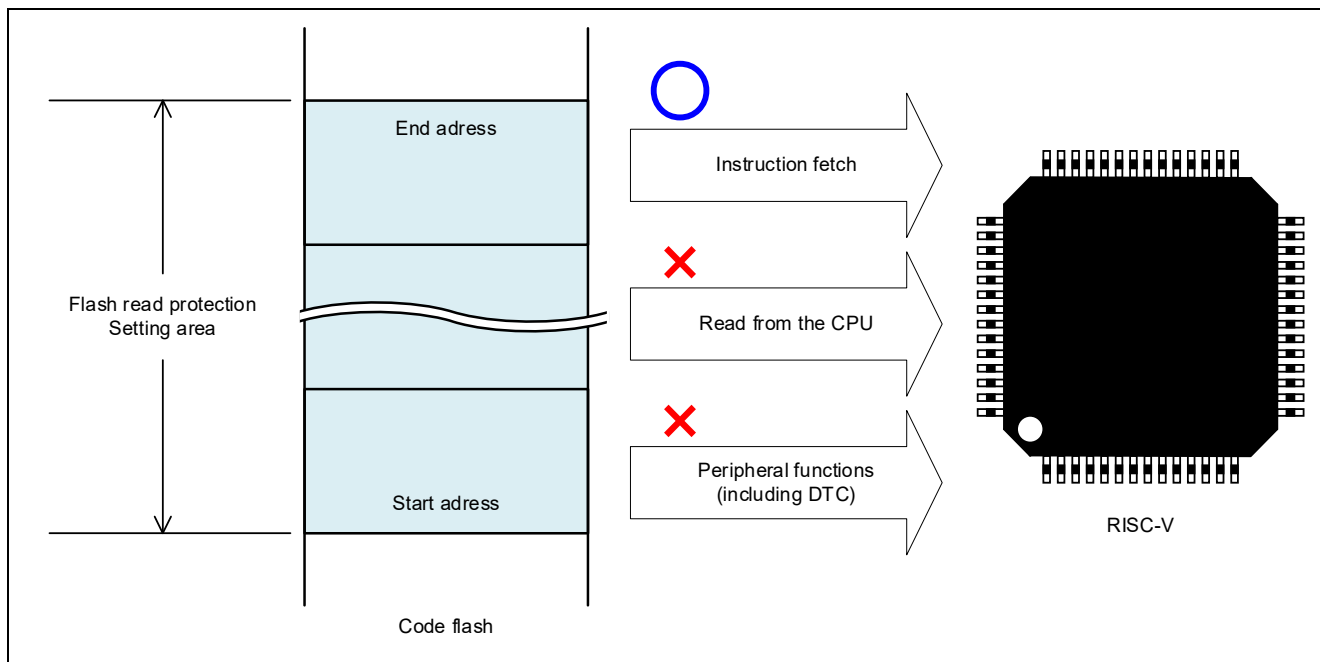 End adress
Instruction fetch
Flash read protection
Setting area
Read from the CPU
Start adress
Peripheral functions
(including DTC)
RISC-V
Code flash